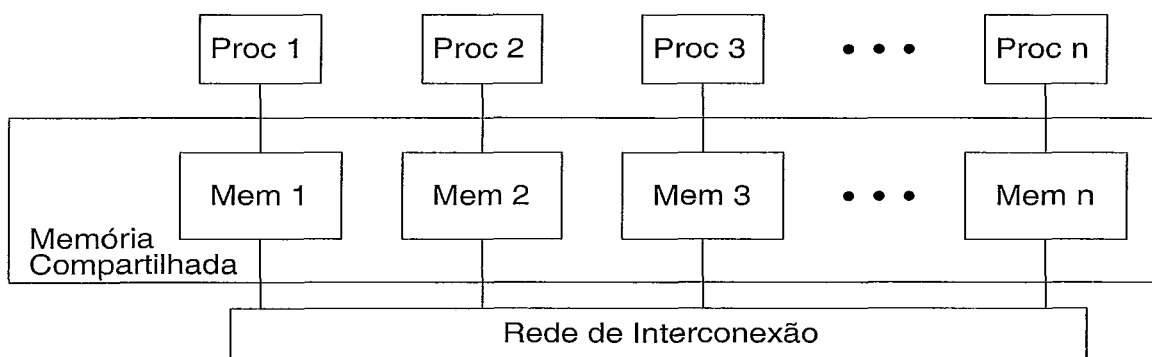 Proc 1
Proc 2
Proc 3
Proc n
Mem 1
Mem 2
Mem 3
Mem n
Memória
Compartilhada
Rede de Interconexão